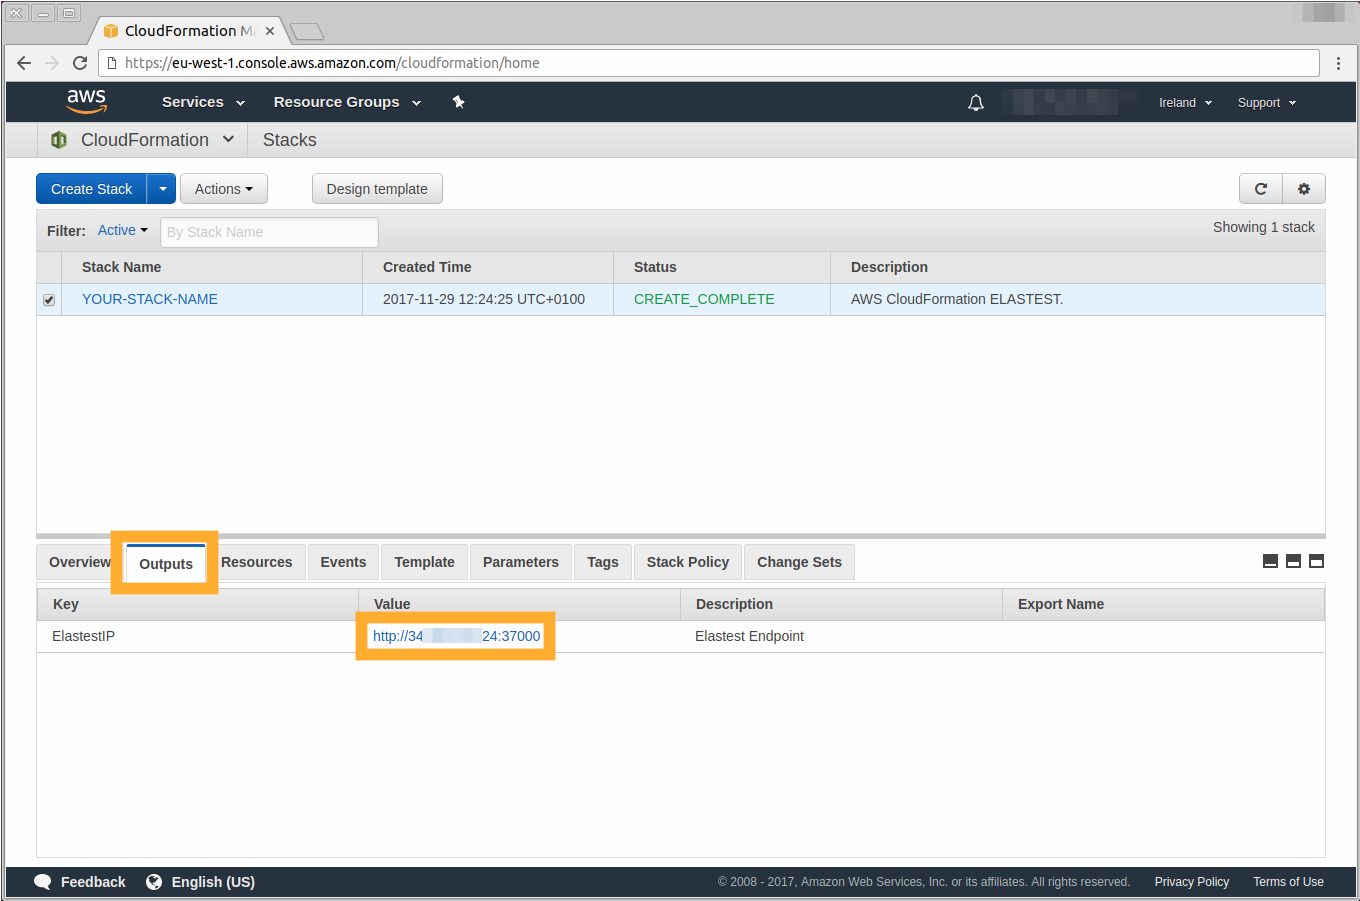 CloudFormation M
https://eu-west-1.console.aws.amazon.com/cloudformation/home
aws Services Resource Groups Ireland Support
CloudFormation Stacks
Create Stack Actions Design template
Filter: Active By Stack Name Showing 1 stack
Stack Name Created Time Status Description
YOUR-STACK-NAME 2017-11-29 12:24:25 UTC+0100 CREATE_COMPLETE AWS CloudFormation ELASTEST.
Overview Outputs Resources Events Template Parameters Tags Stack Policy Change Sets
Key Value Description Export Name
ElastestIP http://34 24:37000 Elastest Endpoint
Feedback English (US) © 2008 - 2017, Amazon Web Services, Inc. or its affiliates. All rights reserved. Privacy Policy Terms of Use